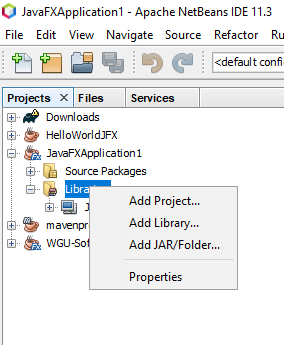 JavaFXApplication1 - Apache NetBeans IDE 11.3
File Edit View Navigate Source Refactor
<default confi
Projects Files Services
Downloads
HelloWorldJFX
JavaFXApplication1
Source Packages
Librari
Add Project...
Add Library...
mavenpr
Add JAR/Folder...
WGU-Sof
Properties